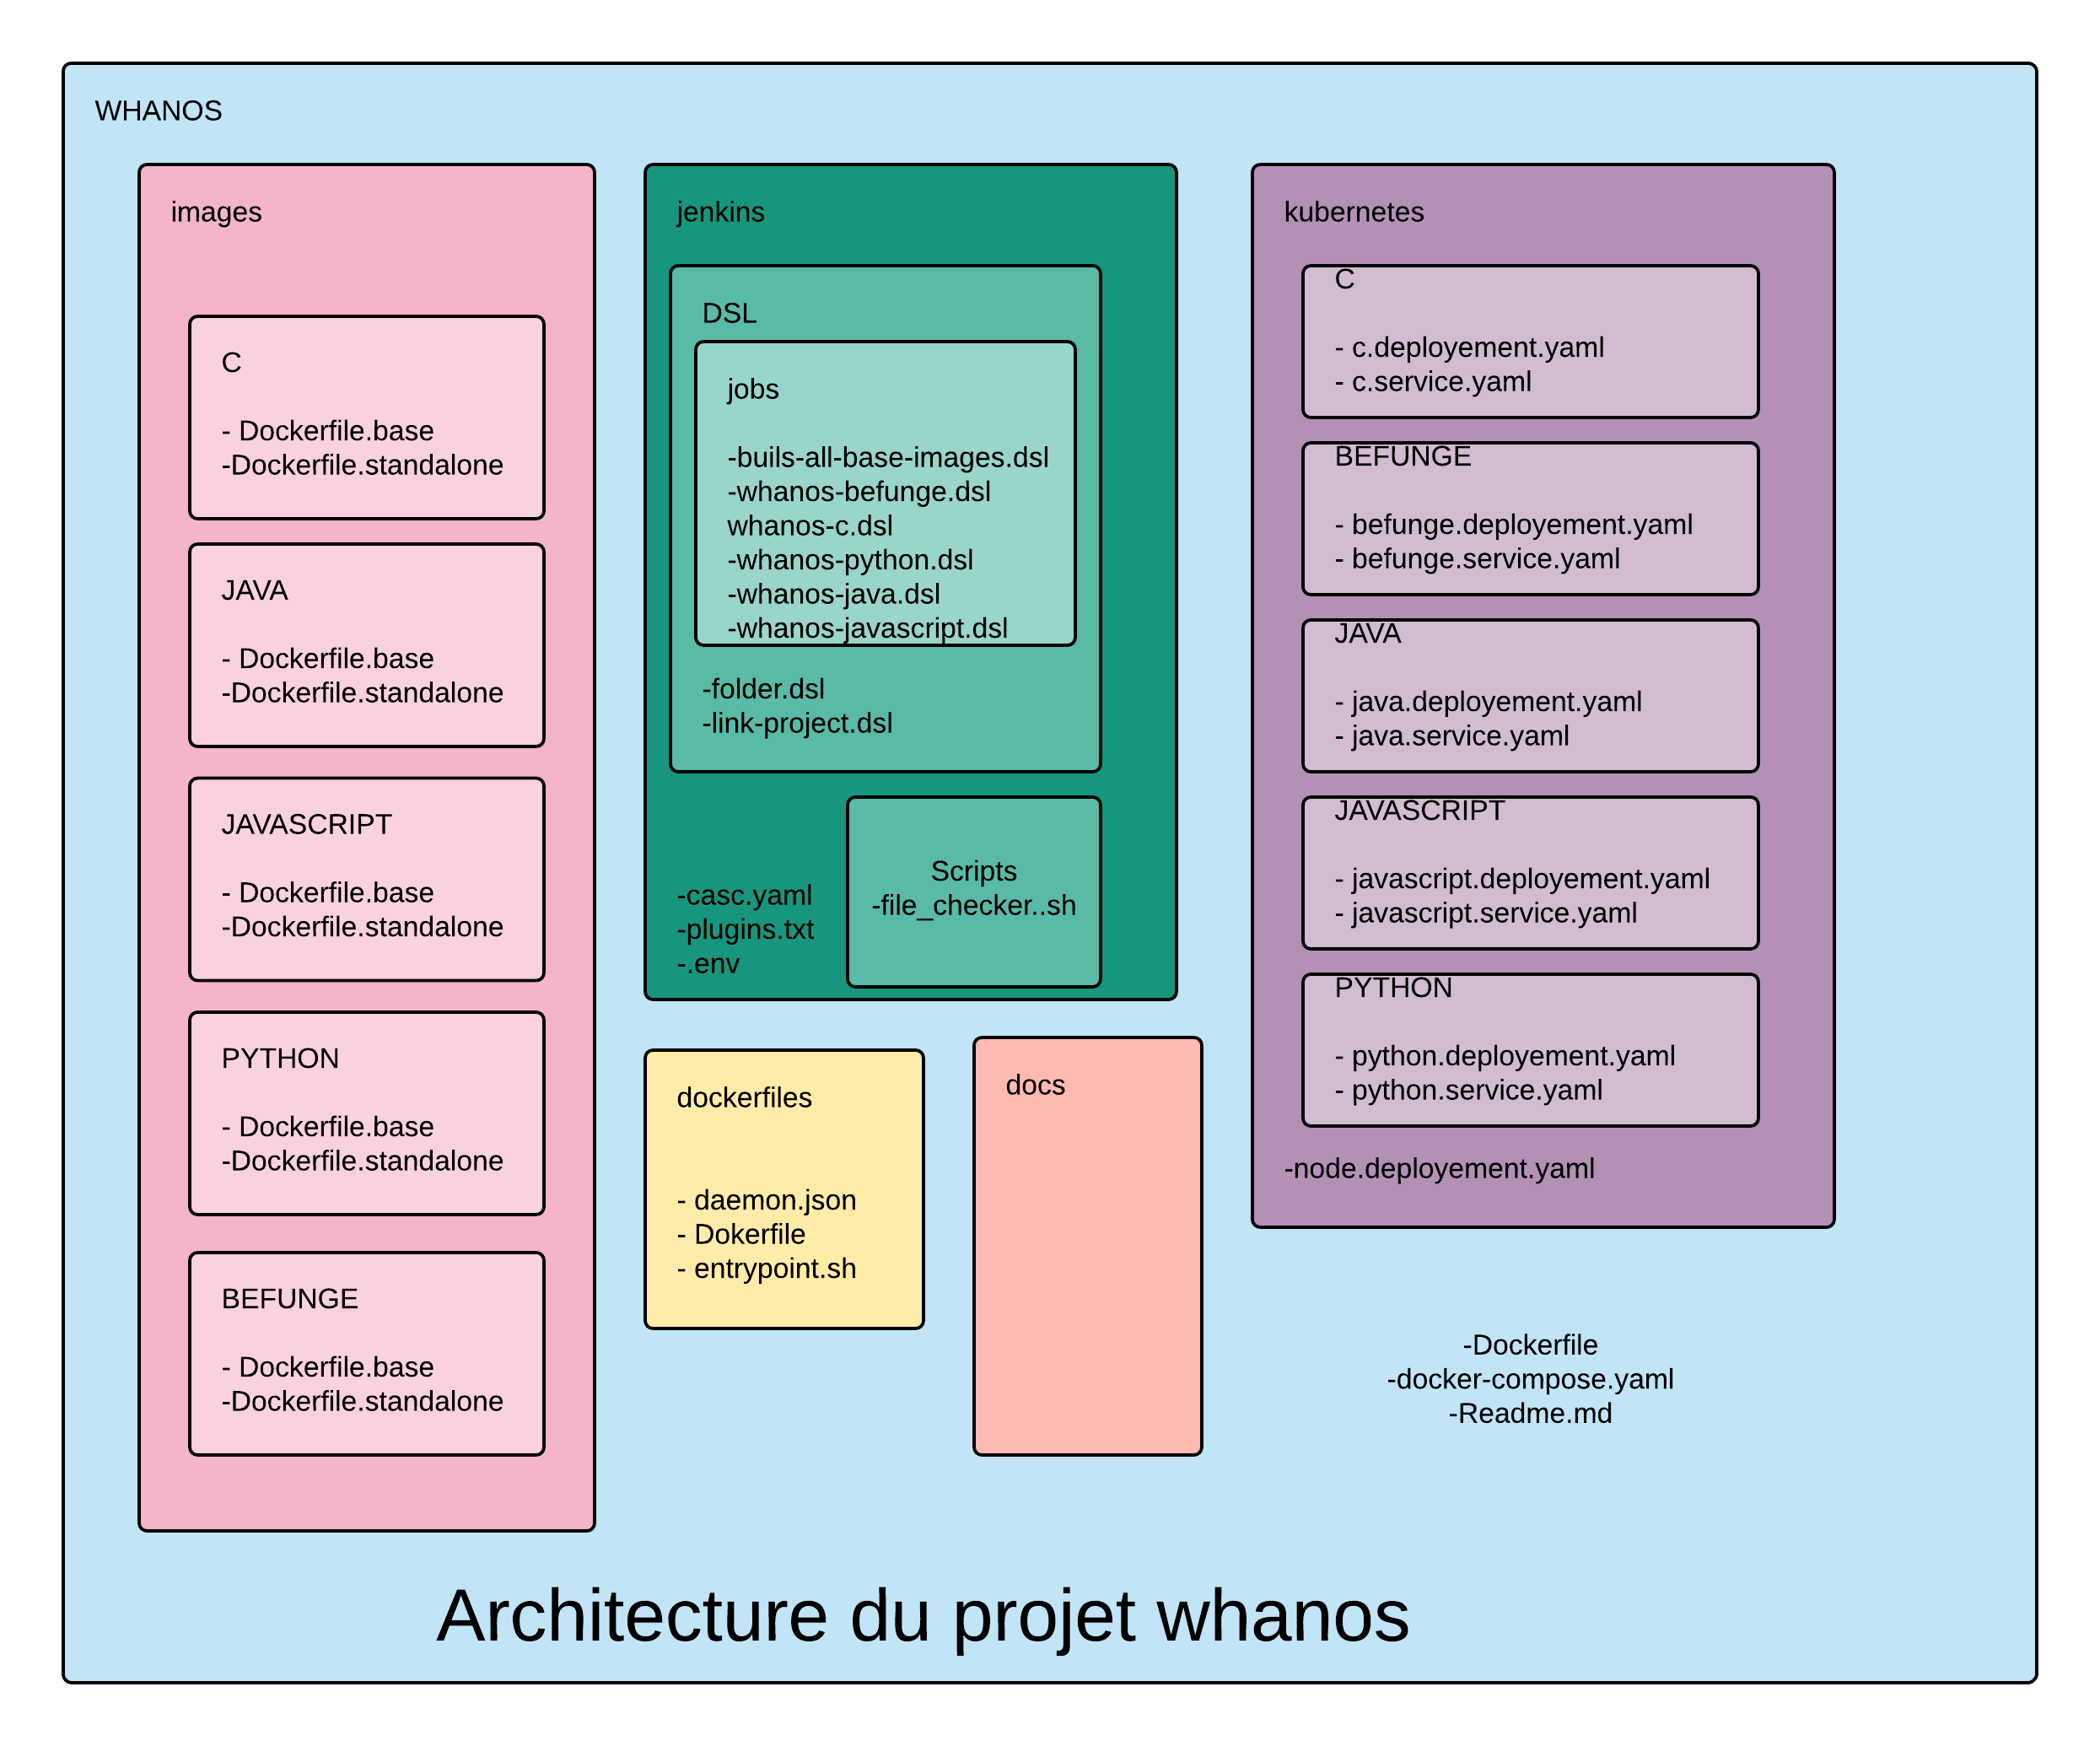 WHANOS
images
C
- Dockerfile.base
-Dockerfile.standalone
JAVA
- Dockerfile.base
-Dockerfile.standalone
JAVASCRIPT
- Dockerfile.base
-Dockerfile.standalone
PYTHON
- Dockerfile.base
-Dockerfile.standalone
BEFUNGE
- Dockerfile.base
-Dockerfile.standalone
jenkins
DSL
jobs
-buils-all-base-images.dsl
-whanos-befunge.dsl
whanos-c.dsl
-whanos-python.dsl
-whanos-java.dsl
-whanos-javascript.dsl
-folder.dsl
-link-project.dsl
-casc.yaml
-plugins.txt
-.env
Scripts
-file_checker..sh
dockerfiles
- daemon.json
- Dokerfile
- entrypoint.sh
docs
kubernetes
C
- c.deployement.yaml
- c.service.yaml
BEFUNGE
- befunge.deployement.yaml
- befunge.service.yaml
JAVA
- java.deployement.yaml
- java.service.yaml
JAVASCRIPT
- javascript.deployement.yaml
- javascript.service.yaml
PYTHON
- python.deployement.yaml
- python.service.yaml
-node.deployement.yaml
-Dockerfile
-docker-compose.yaml
-Readme.md
Architecture du projet whanos